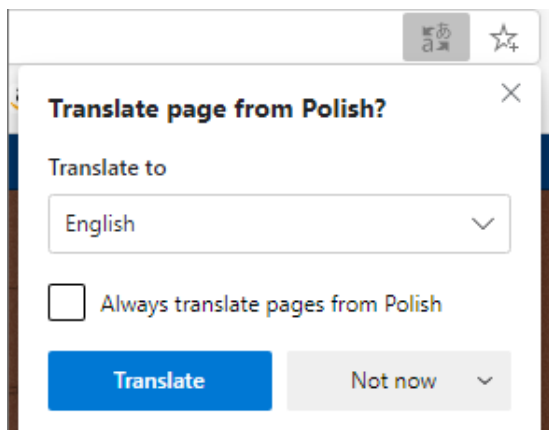 Translate page from Polish?
Translate to
English
Always translate pages from Polish
Translate
Not now